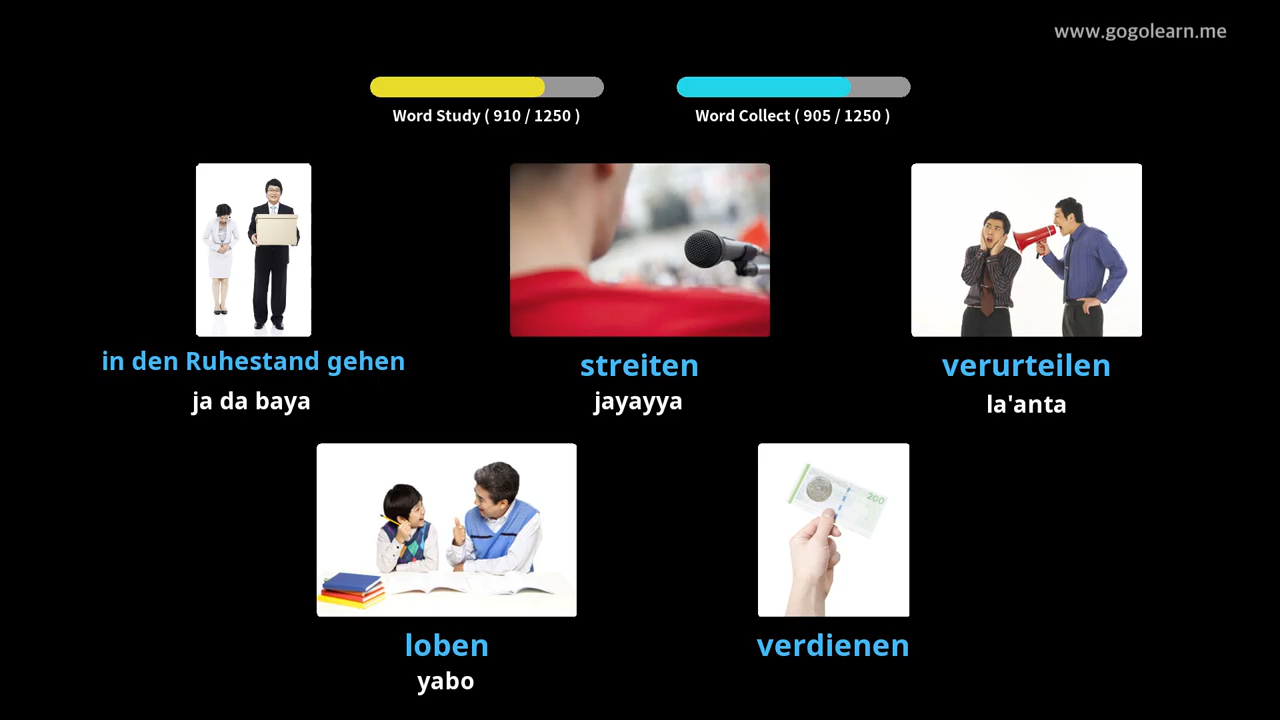 www.gogolearn.me
Word Study ( 910 / 1250 )
Word Collect ( 905 / 1250 )
in den Ruhestand gehen
ja da baya
streiten
jayayya
verurteilen
la'anta
loben
yabo
verdienen
200